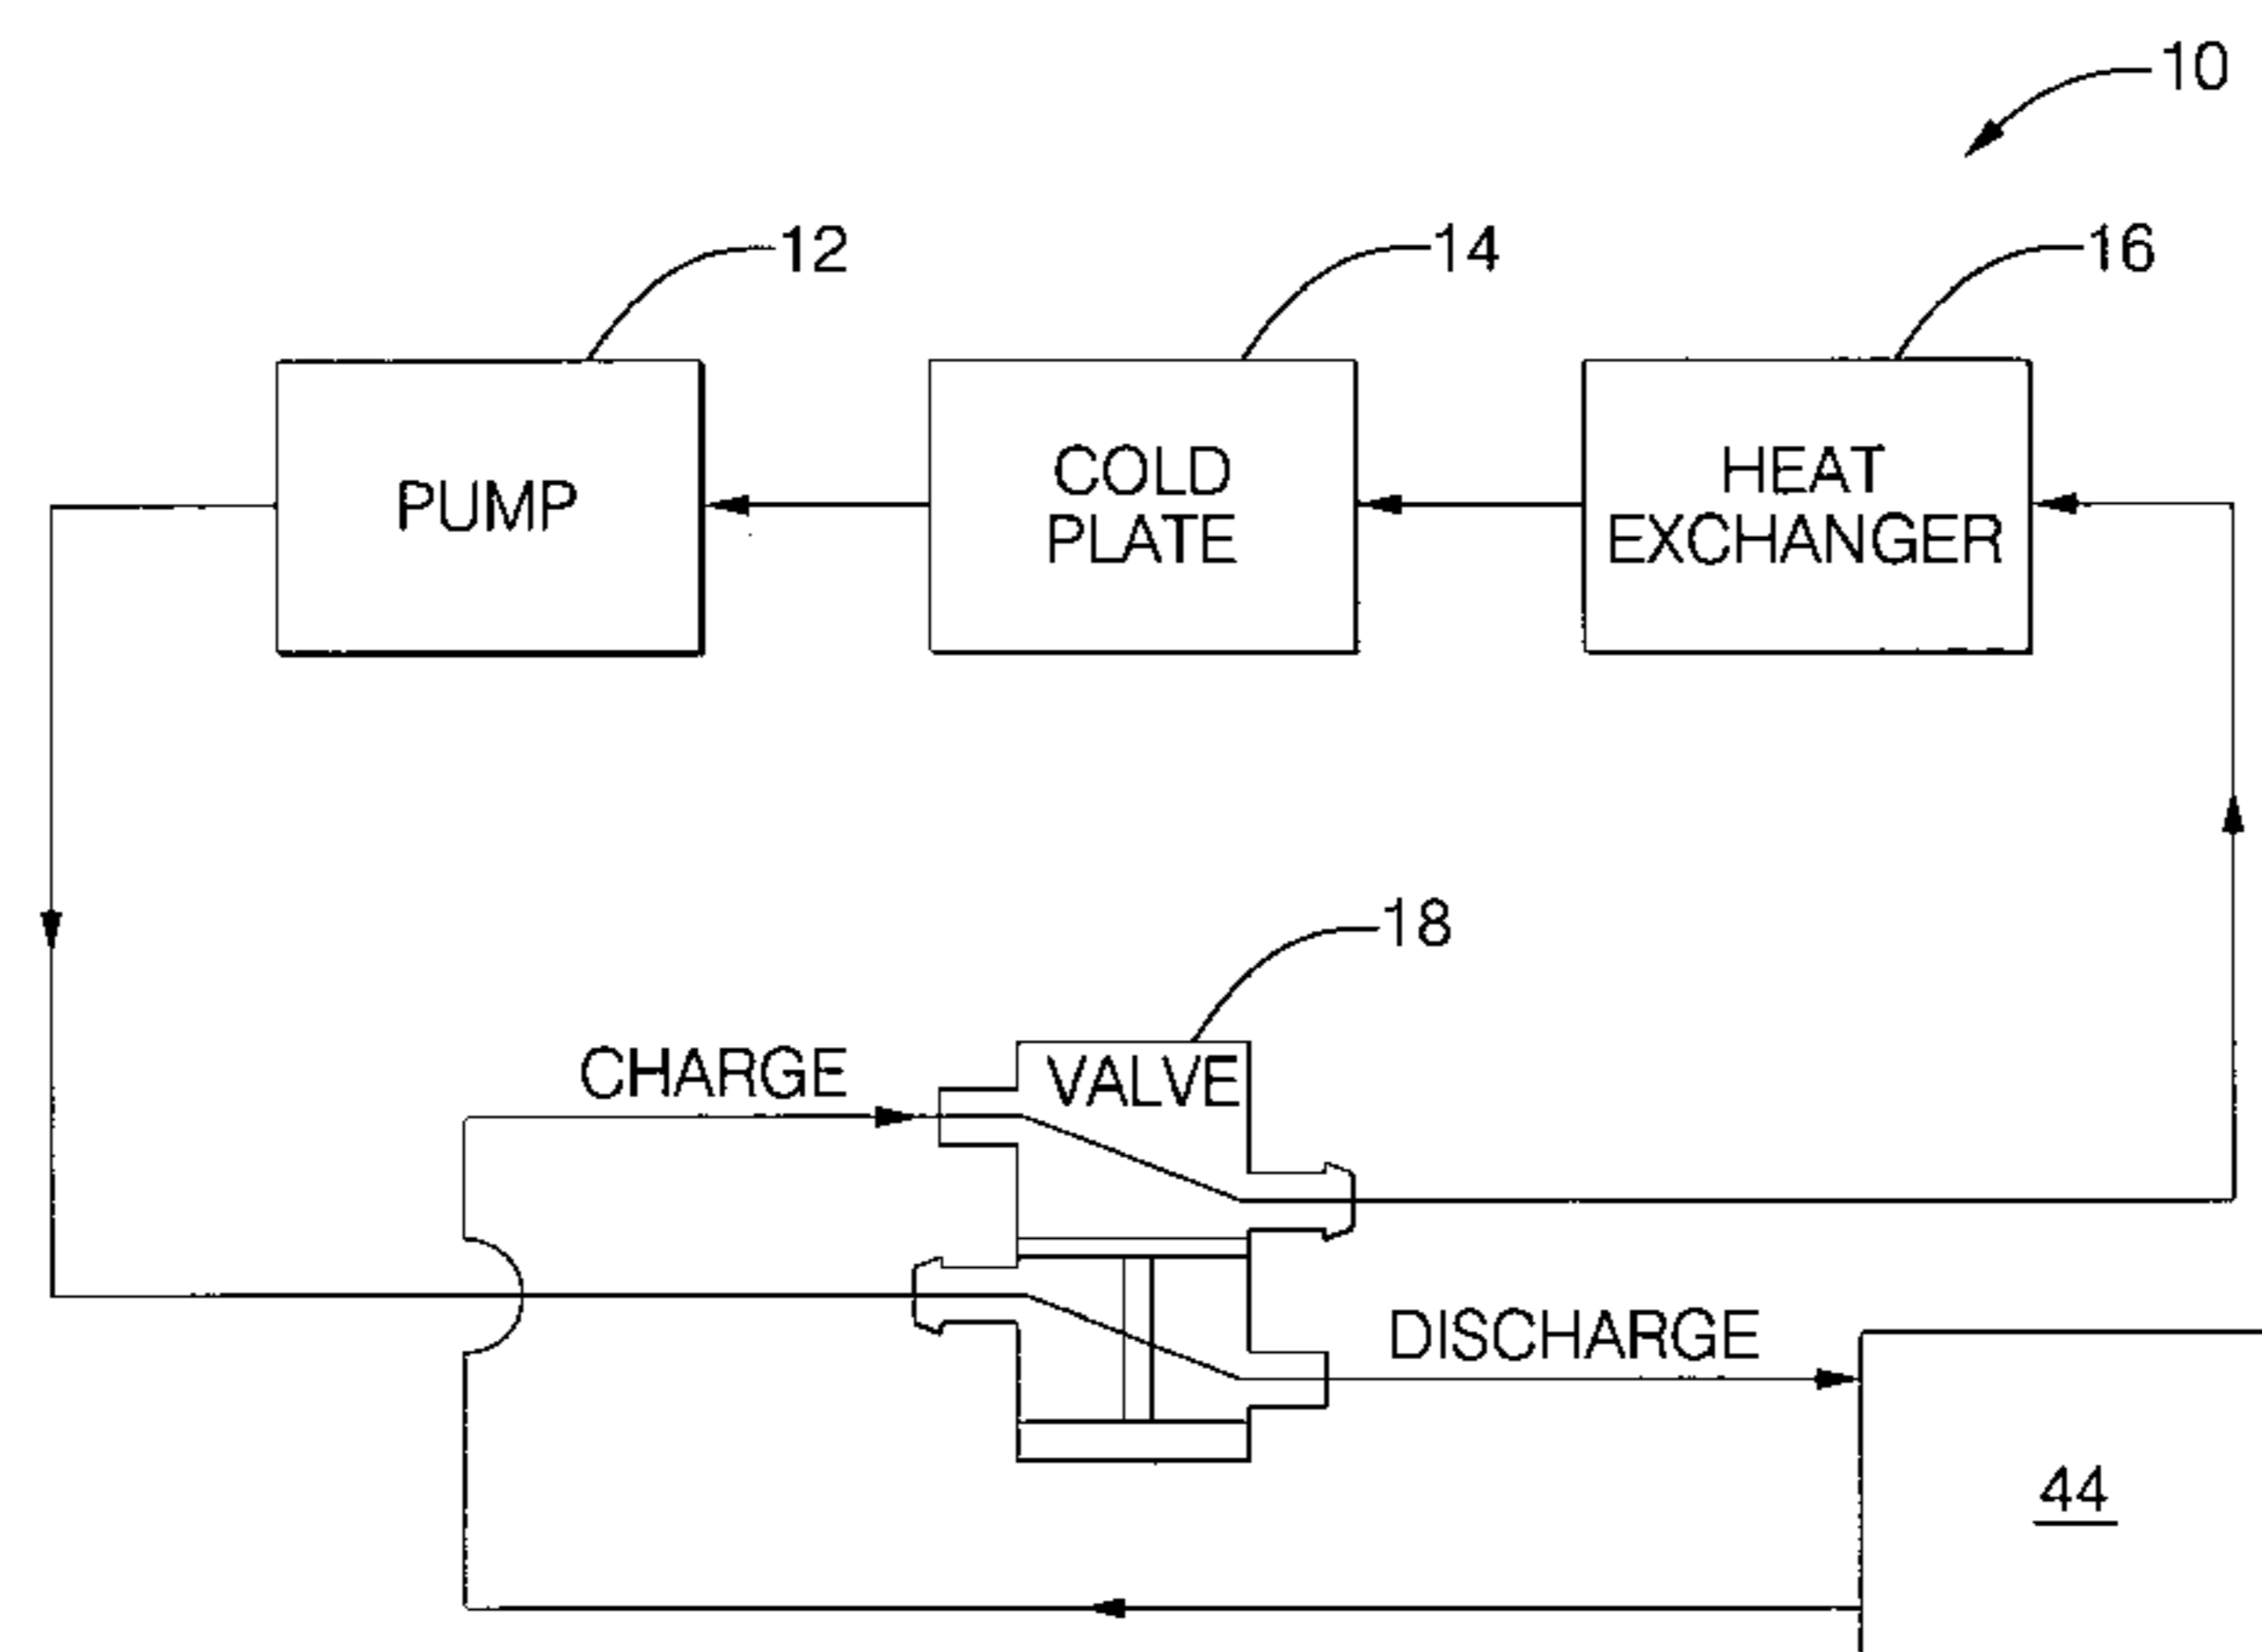 10
12
14
16
PUMP
COLD
PLATE
HEAT
EXCHANGER
18
CHARGE
VALVE
DISCHARGE
44